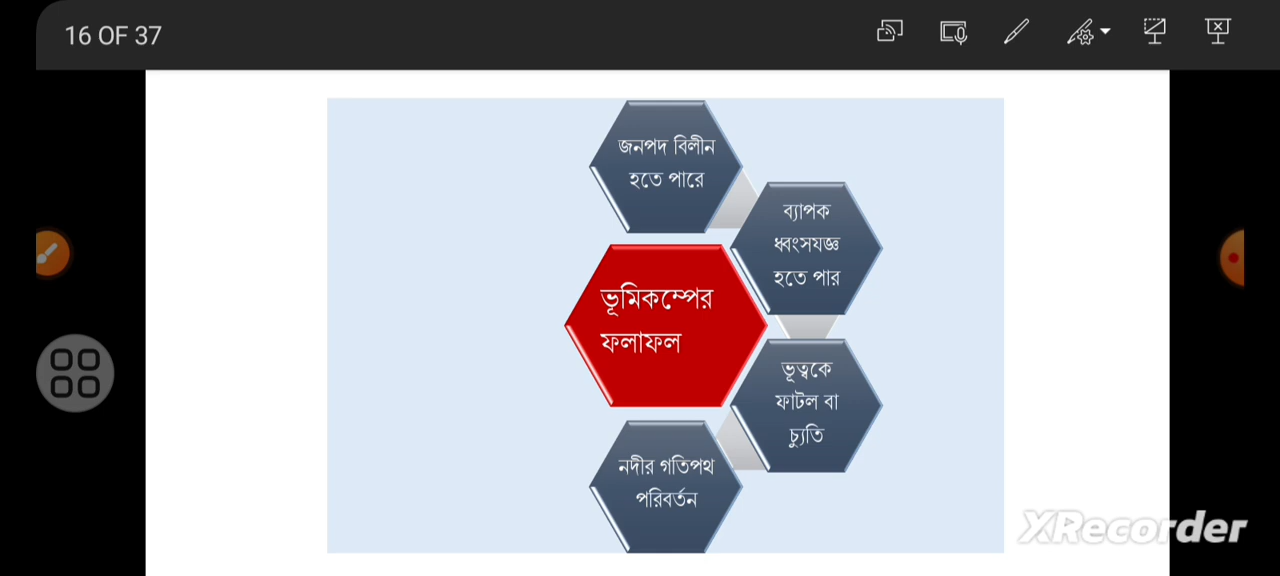 16 OF 37
জনপদ বিলীন
হতে পারে
ব্যাপক
ধ্বংসযজ্ঞ
হতে পার
ভূমিকম্পের
ফলাফল
ভূত্বকে
ফাটল বা
চ্যুতি
নদীর গতিপথ
পরিবর্তন
XRecorder